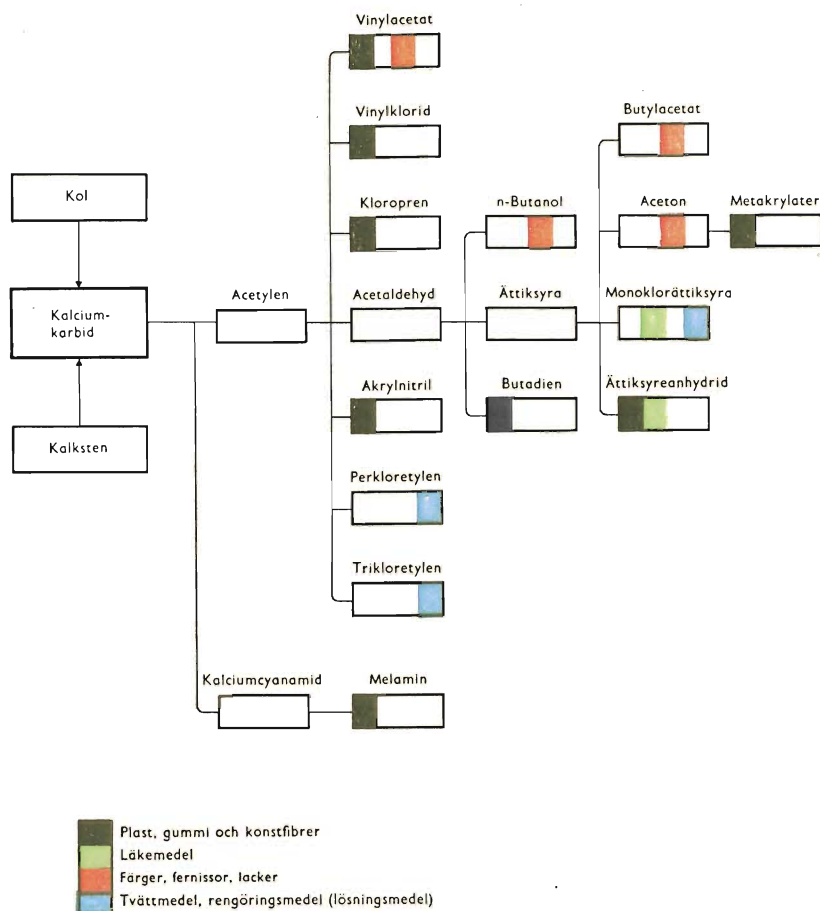 Vinylacetat
Vinylklorid
Butylacetat
Kol
Kloropren
n-Butanol
Aceton
Metakrylater
Kalcium-
karbid
Acetylen
Acetaldehyd
Ättiksyra
Monoklorättiksyra
Akrylnitril
Butadien
Ättiksyreanhydrid
Kalksten
Perkloretylen
Trikloretylen
Kalciumcyanamid
Melamin
Plast, gummi och konstfibrer
Läkemedel
Färger, fernissor, lacker
Tvättmedel, rengöringsmedel (lösningsmedel)